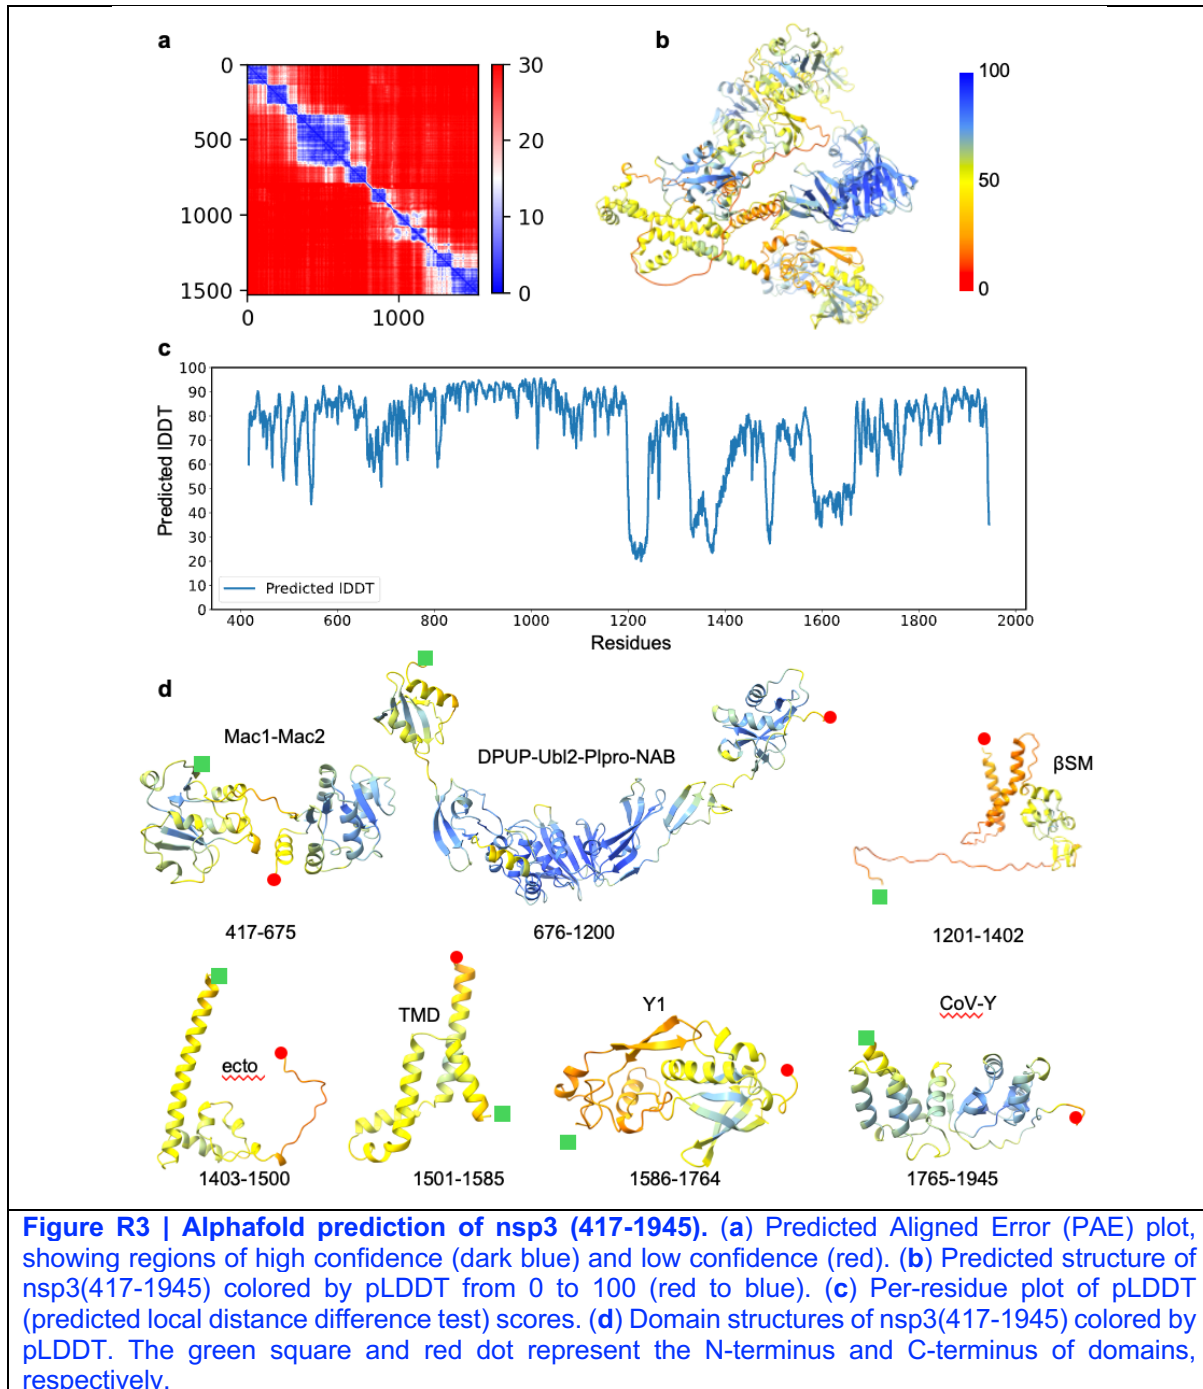 a
b
0
500
1000
1500
0
1000
30
20
10
0
100
50
0
c
100
90
80
70
60
50
40
30
20
10
0
Predicted lDDT
Predicted lDDT
400
600
800
1000
1200
1400
1600
1800
2000
Residues
d
Mac1-Mac2
417-675
DPUP-Ubl2-Plpro-NAB
676-1200
βSM
1201-1402
ecto
1403-1500
TMD
1501-1585
Y1
1586-1764
CoV-Y
1765-1945
Figure R3 | Alphafold prediction of nsp3 (417-1945). (a) Predicted Aligned Error (PAE) plot,
showing regions of high confidence (dark blue) and low confidence (red). (b) Predicted structure of
nsp3(417-1945) colored by pLDDT from 0 to 100 (red to blue). (c) Per-residue plot of pLDDT
(predicted local distance difference test) scores. (d) Domain structures of nsp3(417-1945) colored by
pLDDT. The green square and red dot represent the N-terminus and C-terminus of domains,
respectively.